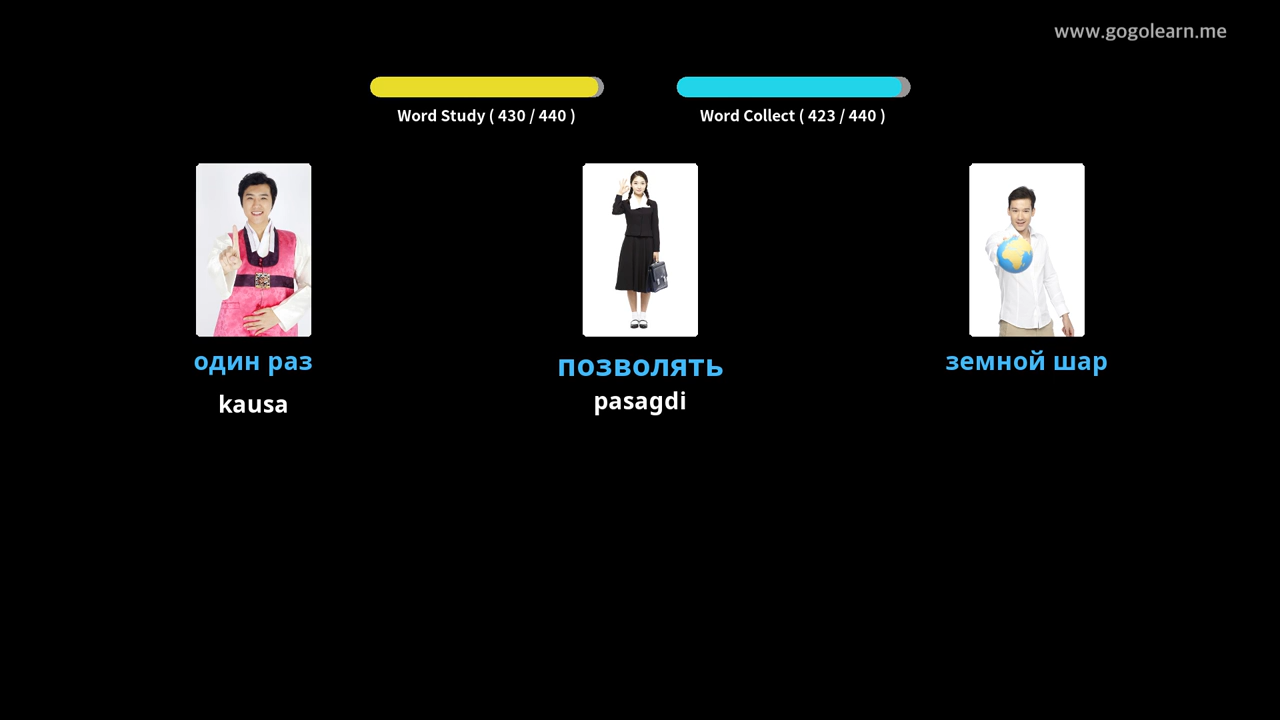 www.gogolearn.me
Word Study ( 430 / 440 )
Word Collect ( 423 / 440 )
один раз
kausa
позволять
pasagdi
земной шар